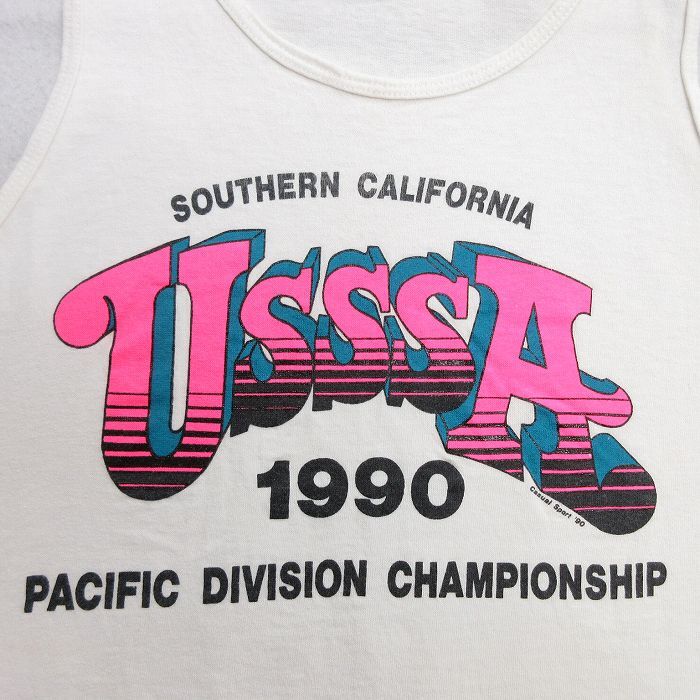 SOUTHERN CALIFORNIA
USSSA
1990
Casual Sport '90
PACIFIC DIVISION CHAMPIONSHIP